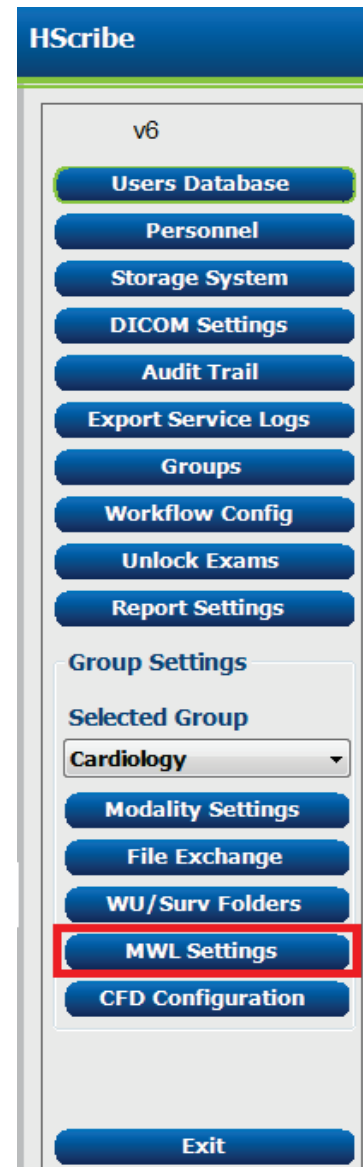 HScribe
v6
Users Database
Personnel
Storage System
DICOM Settings
Audit Trail
Export Service Logs
Groups
Workflow Config
Unlock Exams
Report Settings
Group Settings
Selected Group
Cardiology
Modality Settings
File Exchange
WU/Surv Folders
MWL Settings
CFD Configuration
Exit